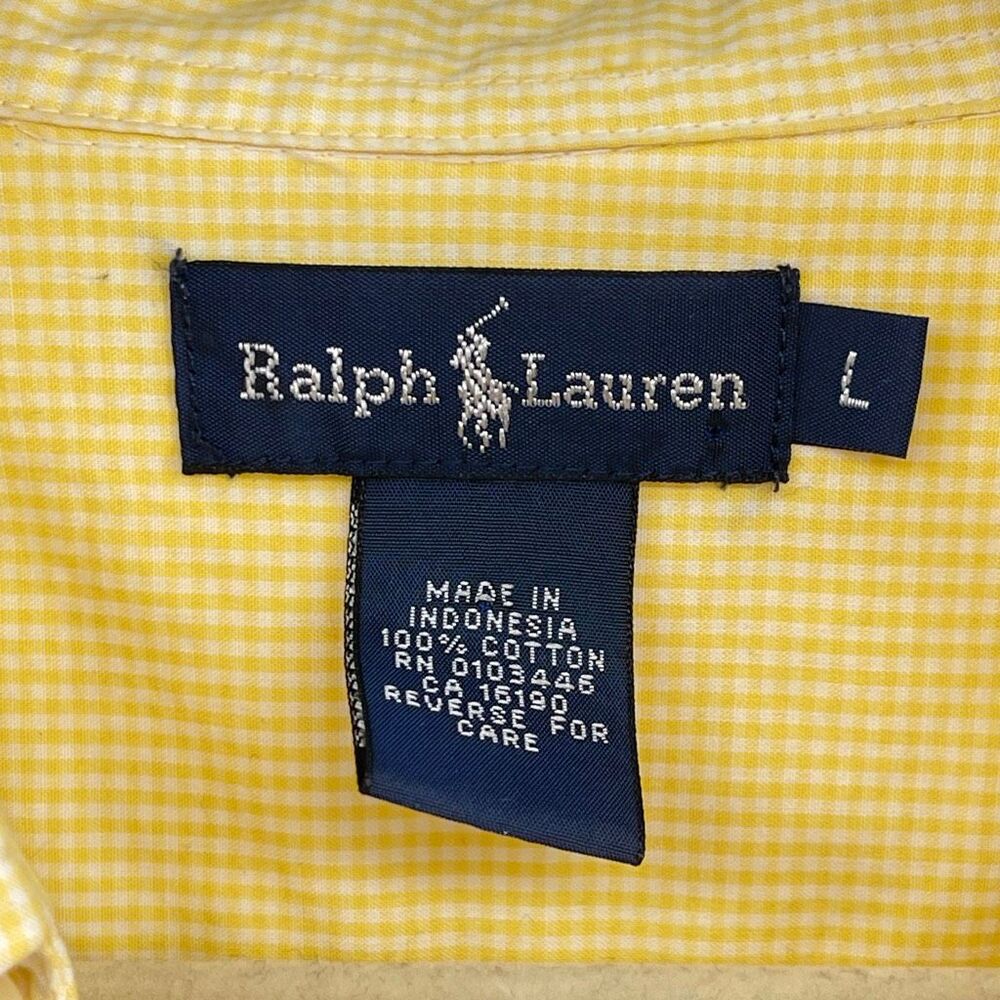 Ralph Lauren
L
MADE IN
INDONESIA
100% COTTON
RN 0103446
CA 16190
REVERSE FOR
CARE